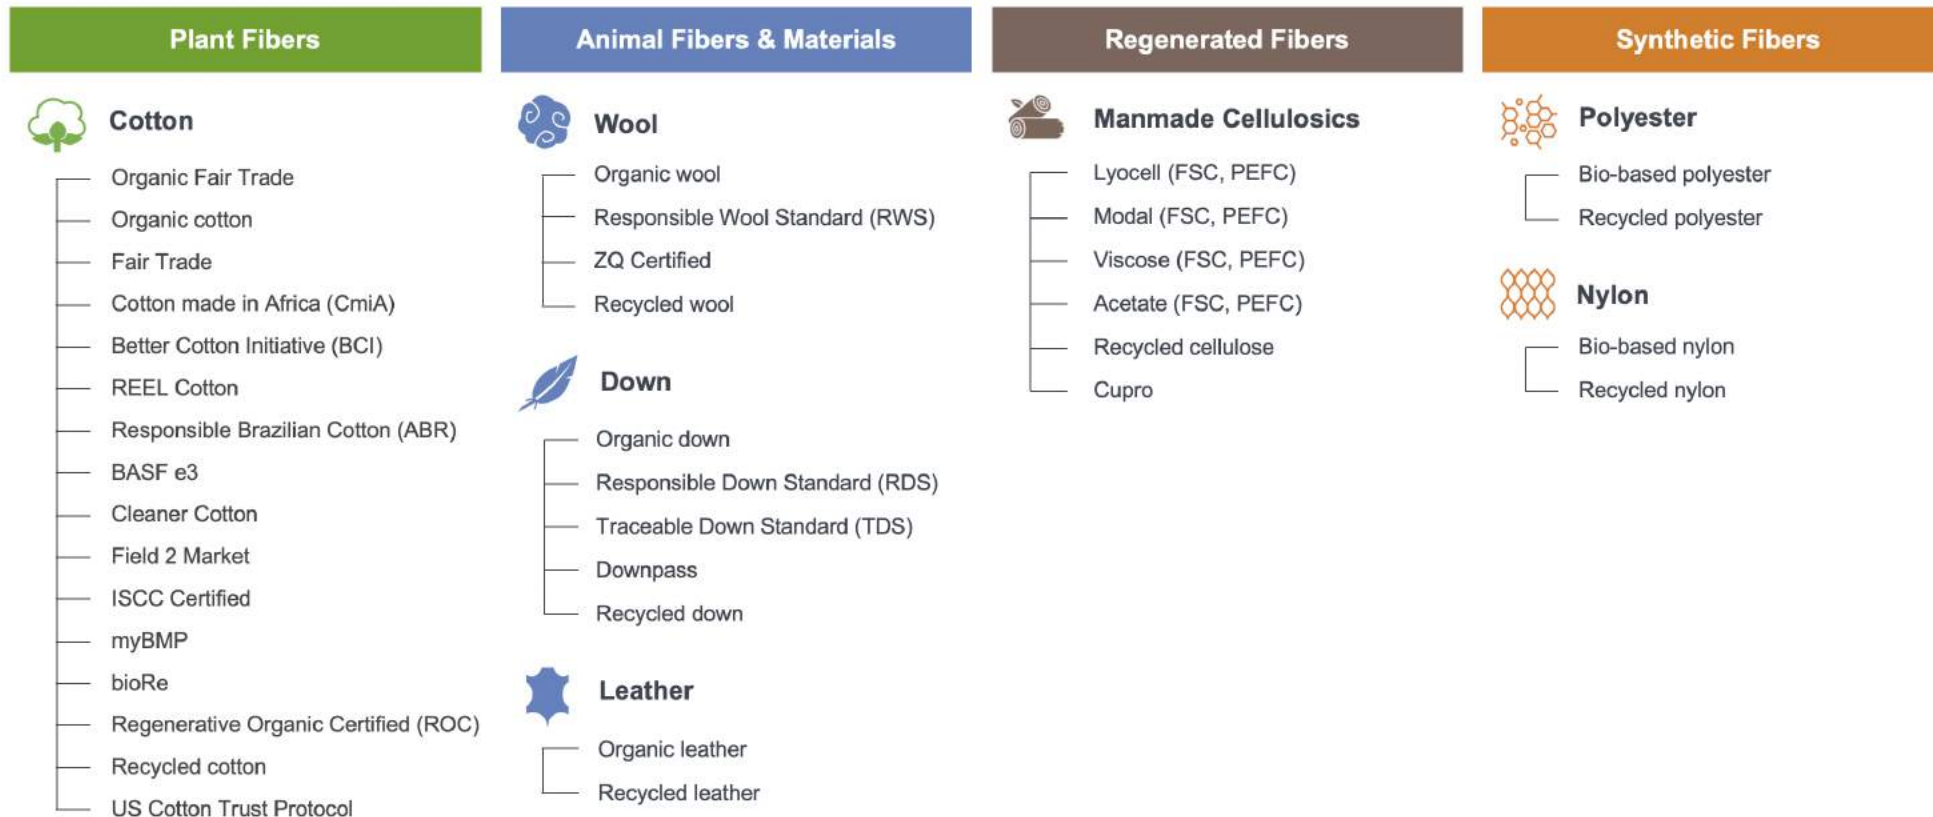 Plant Fibers
Cotton
Organic Fair Trade
Organic cotton
Fair Trade
Cotton made in Africa (CmiA)
Better Cotton Initiative (BCI)
REEL Cotton
Responsible Brazilian Cotton (ABR)
BASF e3
Cleaner Cotton
Field 2 Market
ISCC Certified
myBMP
bioRe
Regenerative Organic Certified (ROC)
Recycled cotton
US Cotton Trust Protocol
Animal Fibers & Materials
Wool
Organic wool
Responsible Wool Standard (RWS)
ZQ Certified
Recycled wool
Down
Organic down
Responsible Down Standard (RDS)
Traceable Down Standard (TDS)
Downpass
Recycled down
Leather
Organic leather
Recycled leather
Regenerated Fibers
Manmade Cellulosics
Lyocell (FSC, PEFC)
Modal (FSC, PEFC)
Viscose (FSC, PEFC)
Acetate (FSC, PEFC)
Recycled cellulose
Cupro
Synthetic Fibers
Polyester
Bio-based polyester
Recycled polyester
Nylon
Bio-based nylon
Recycled nylon